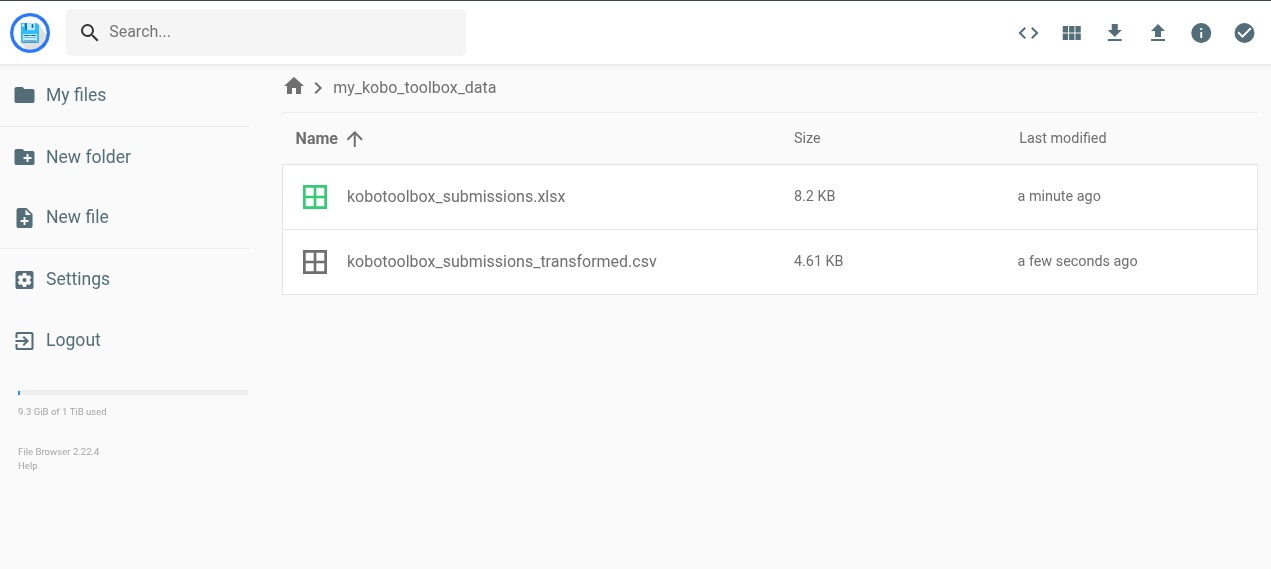 Search...
My files
New folder
New file
Settings
Logout
9.3 GiB of 1 TiB used
File Browser 2.22.4
Help
my_kobo_toolbox_data
Name Size Last modified
kobotoolbox_submissions.xlsx 8.2 KB a minute ago
kobotoolbox_submissions_transformed.csv 4.61 KB a few seconds ago